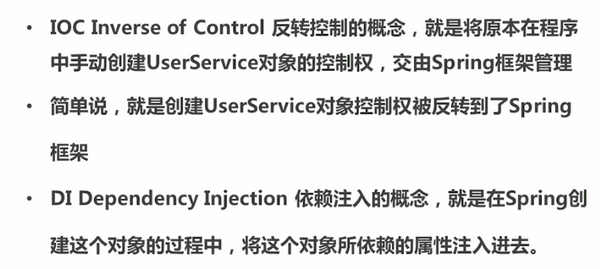 • IOC Inverse of Control 反转控制的概念，就是将原本在程序
中手动创建UserService对象的控制权，交由Spring框架管理
• 简单说，就是创建UserService对象控制权被反转到了Spring
框架
• DI Dependency Injection 依赖注入的概念，就是在Spring创
建这个对象的过程中，将这个对象所依赖的属性注入进去。